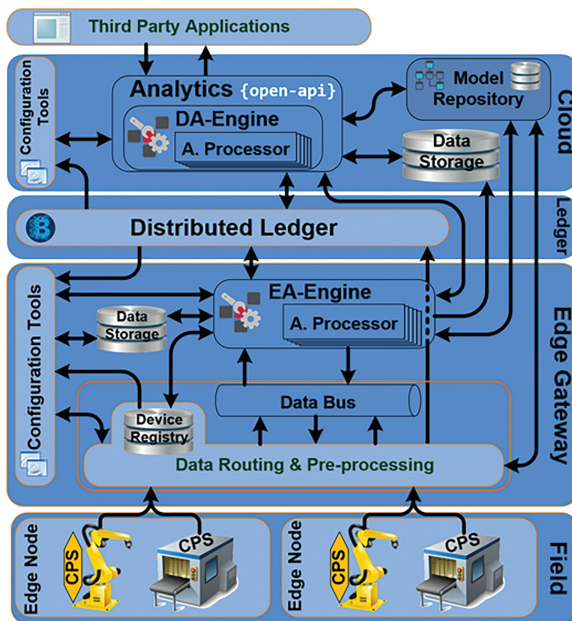 Third Party Applications
Configuration
Tools
Analytics {open-api}
DA-Engine
A. Processor
Model
Repository
Data
Storage
Cloud
Distributed Ledger
Ledger
Configuration Tools
EA-Engine
A. Processor
Data
Storage
Data Bus
Device
Registry
Data Routing & Pre-processing
Edge Gateway
Edge Node
CPS
CPS
Edge Node
CPS
CPS
Field